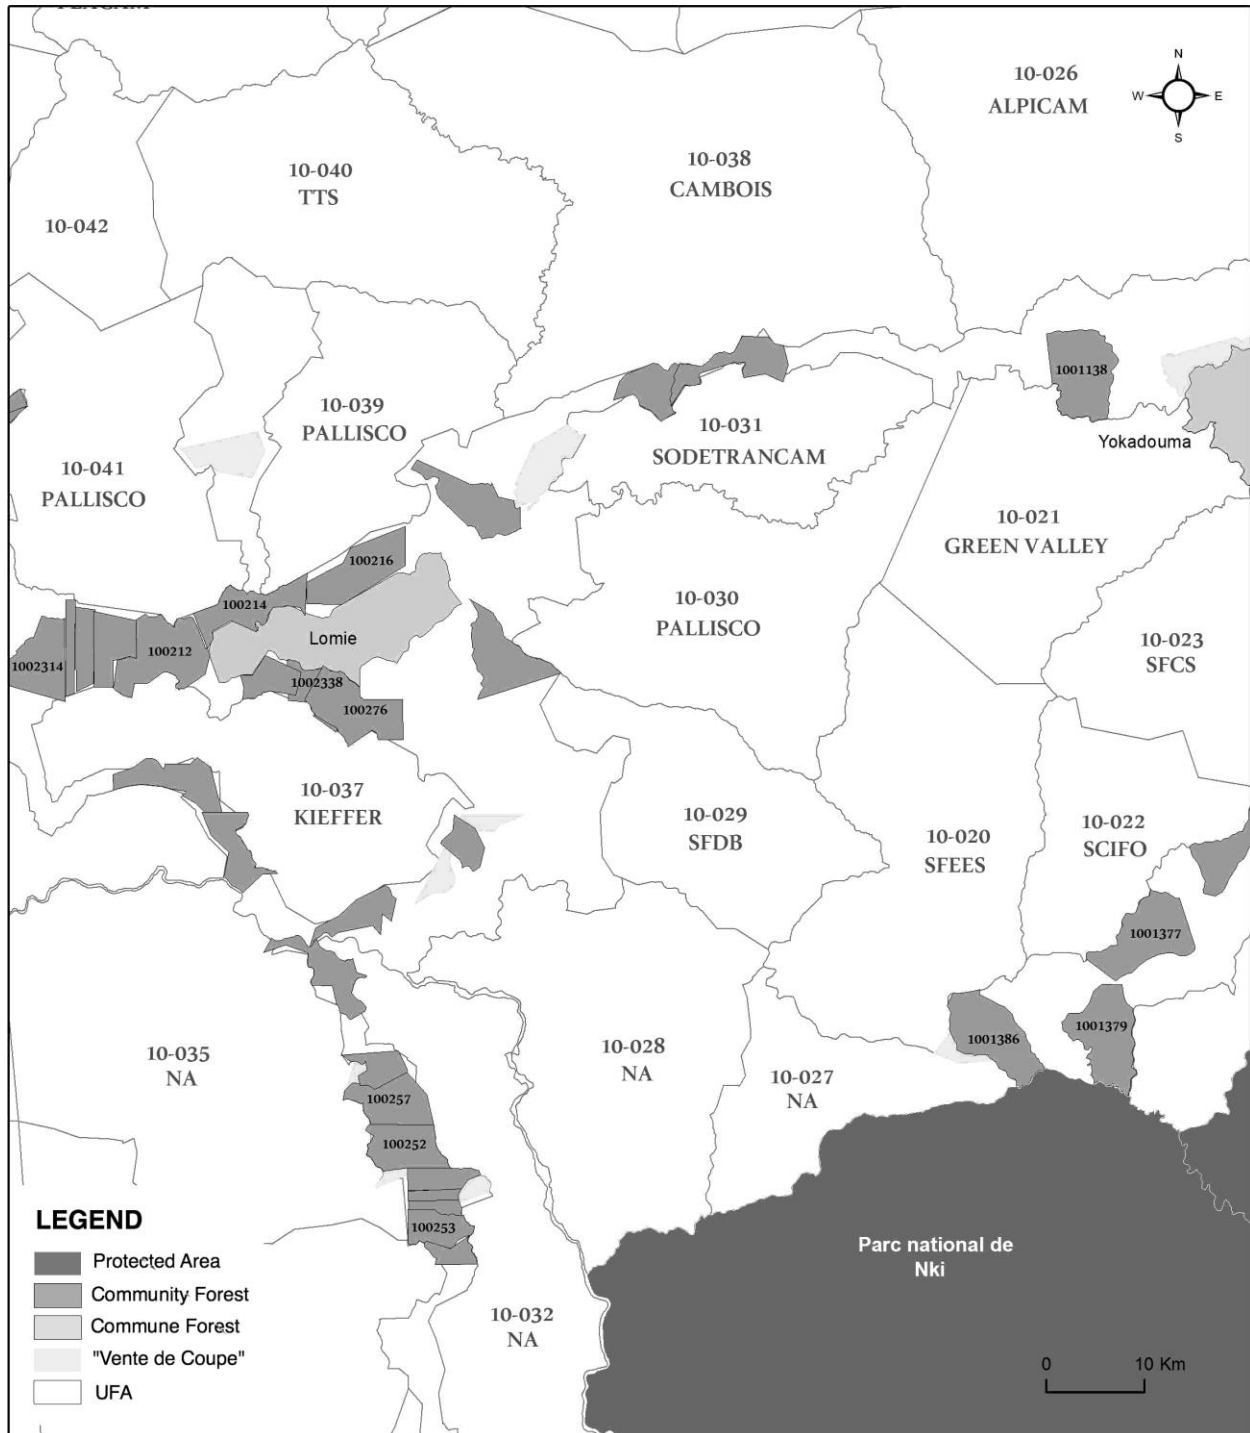 10-026
ALPICAM
N
W
E
S
10-038
CAMBOIS
10-040
TTS
10-042
1001138
10-039
PALLISCO
10-031
SODETRANCAM
Yokadouma
10-041
PALLISCO
10-021
GREEN VALLEY
100216
100214
10-030
PALLISCO
Lomie
10-023
SFCS
1002314
100212
1002338
100276
10-037
KIEFFER
10-029
SFDB
10-020
SFEES
10-022
SCIFO
1001377
1001379
1001386
10-035
NA
10-028
NA
10-027
NA
100257
100252
100253
Parc national de
Nki
10-032
NA
LEGEND
Protected Area
Community Forest
Commune Forest
"Vente de Coupe"
UFA
0 10 Km